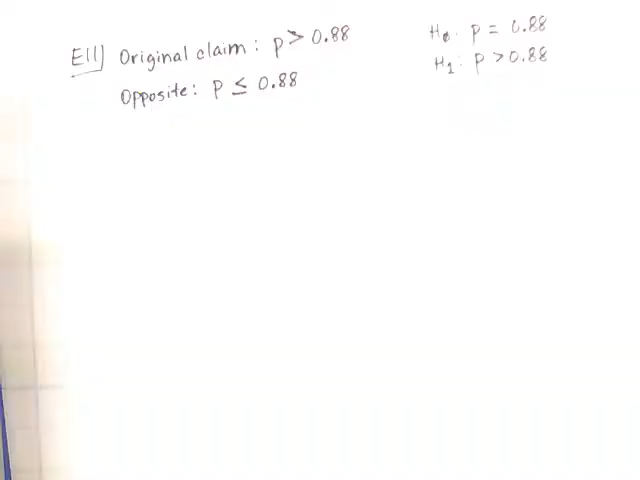 E11) Original claim: p > 0.88
Opposite: p ≤ 0.88
H₀: p = 0.88
H₁: p > 0.88